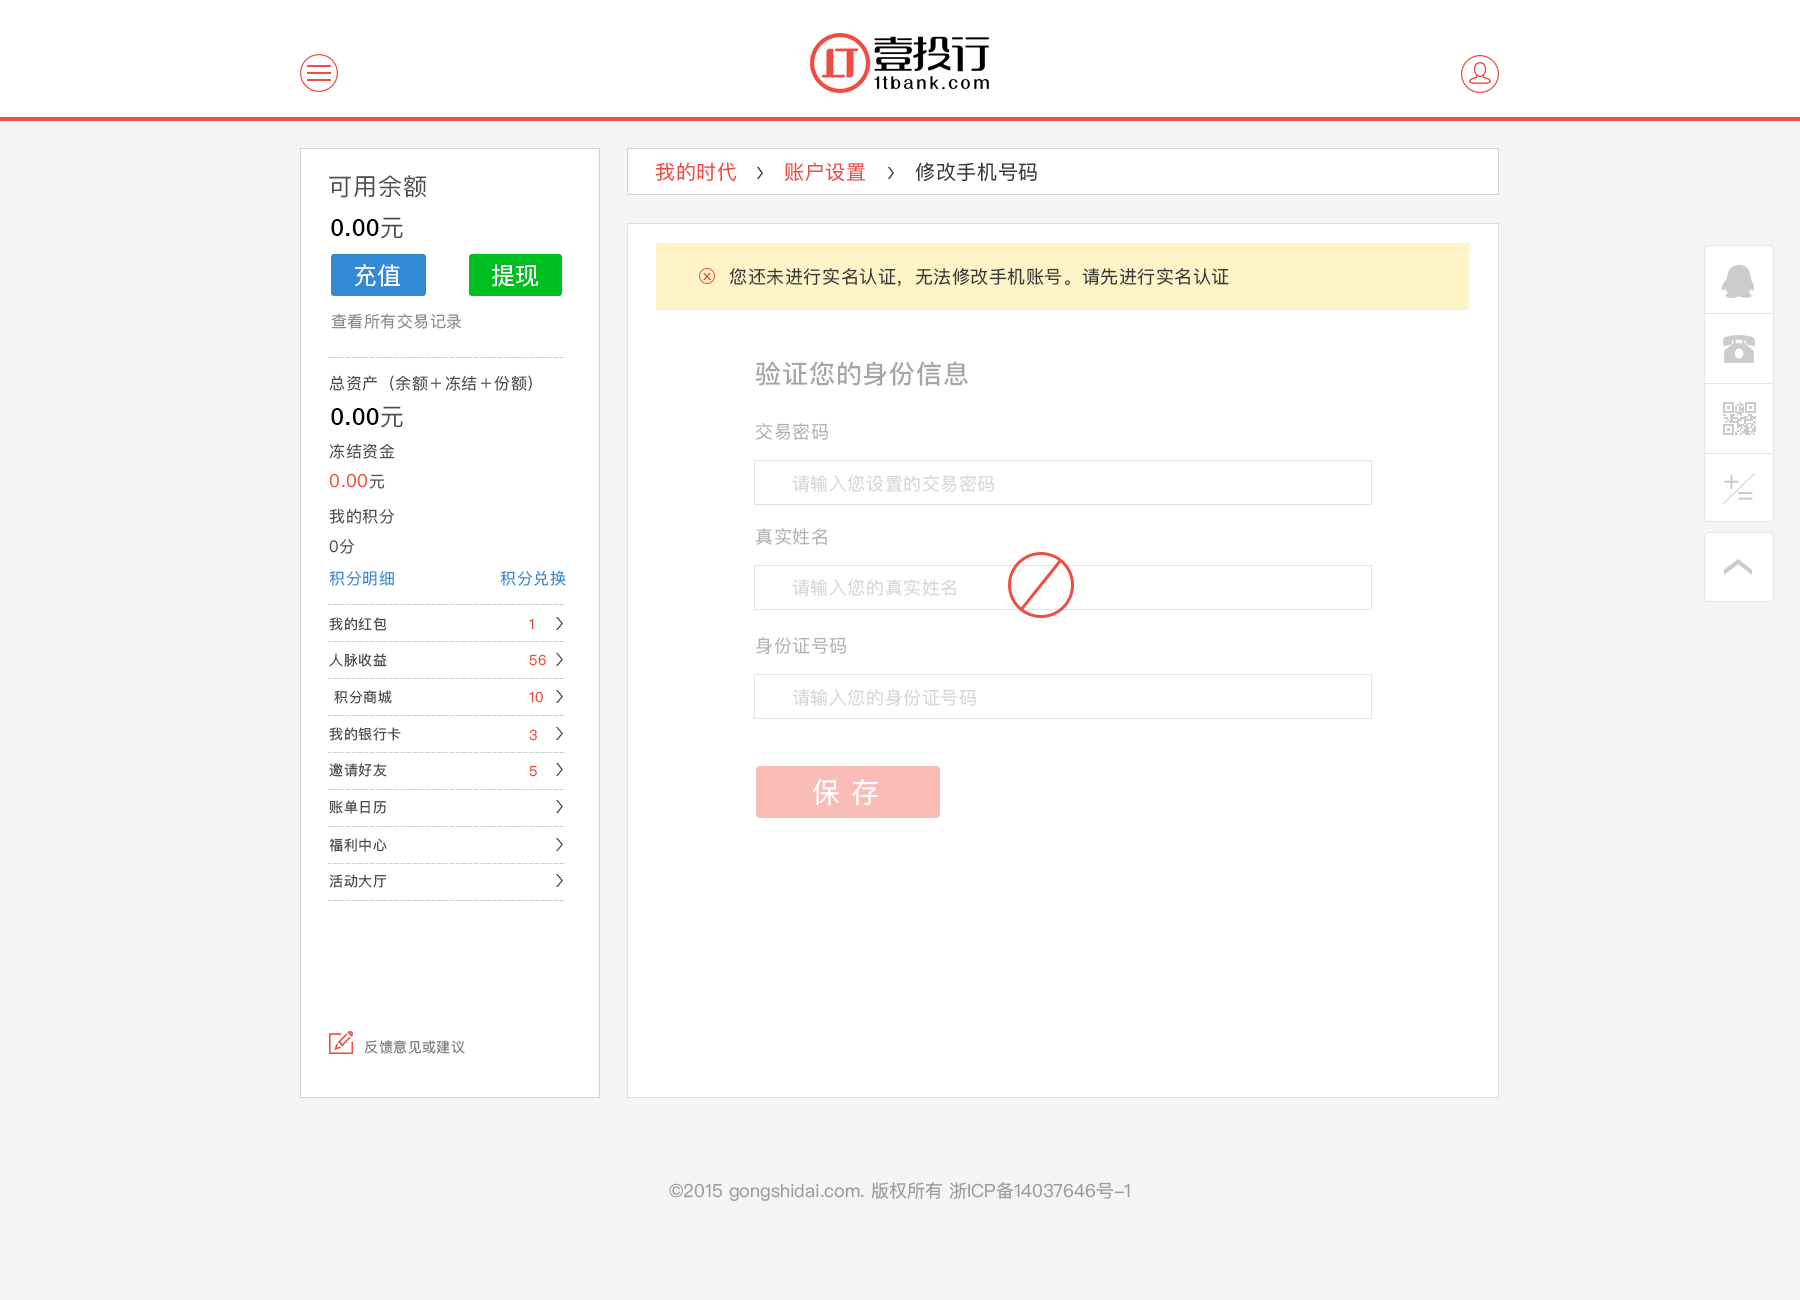 壹投行
1tbank.com
可用余额
0.00元
充值 提现
查看所有交易记录
总资产（余额+冻结+份额）
0.00元
冻结资金
0.00元
我的积分
0分
积分明细 积分兑换
我的红包 1
人脉收益 56
积分商城 10
我的银行卡 3
邀请好友 5
账单日历
福利中心
活动大厅
反馈意见或建议
我的时代 > 账户设置 > 修改手机号码
您还未进行实名认证，无法修改手机账号。请先进行实名认证
验证您的身份信息
交易密码
请输入您设置的交易密码
真实姓名
请输入您的真实姓名
身份证号码
请输入您的身份证号码
保 存
©2015 gongshidai.com. 版权所有 浙ICP备14037646号-1